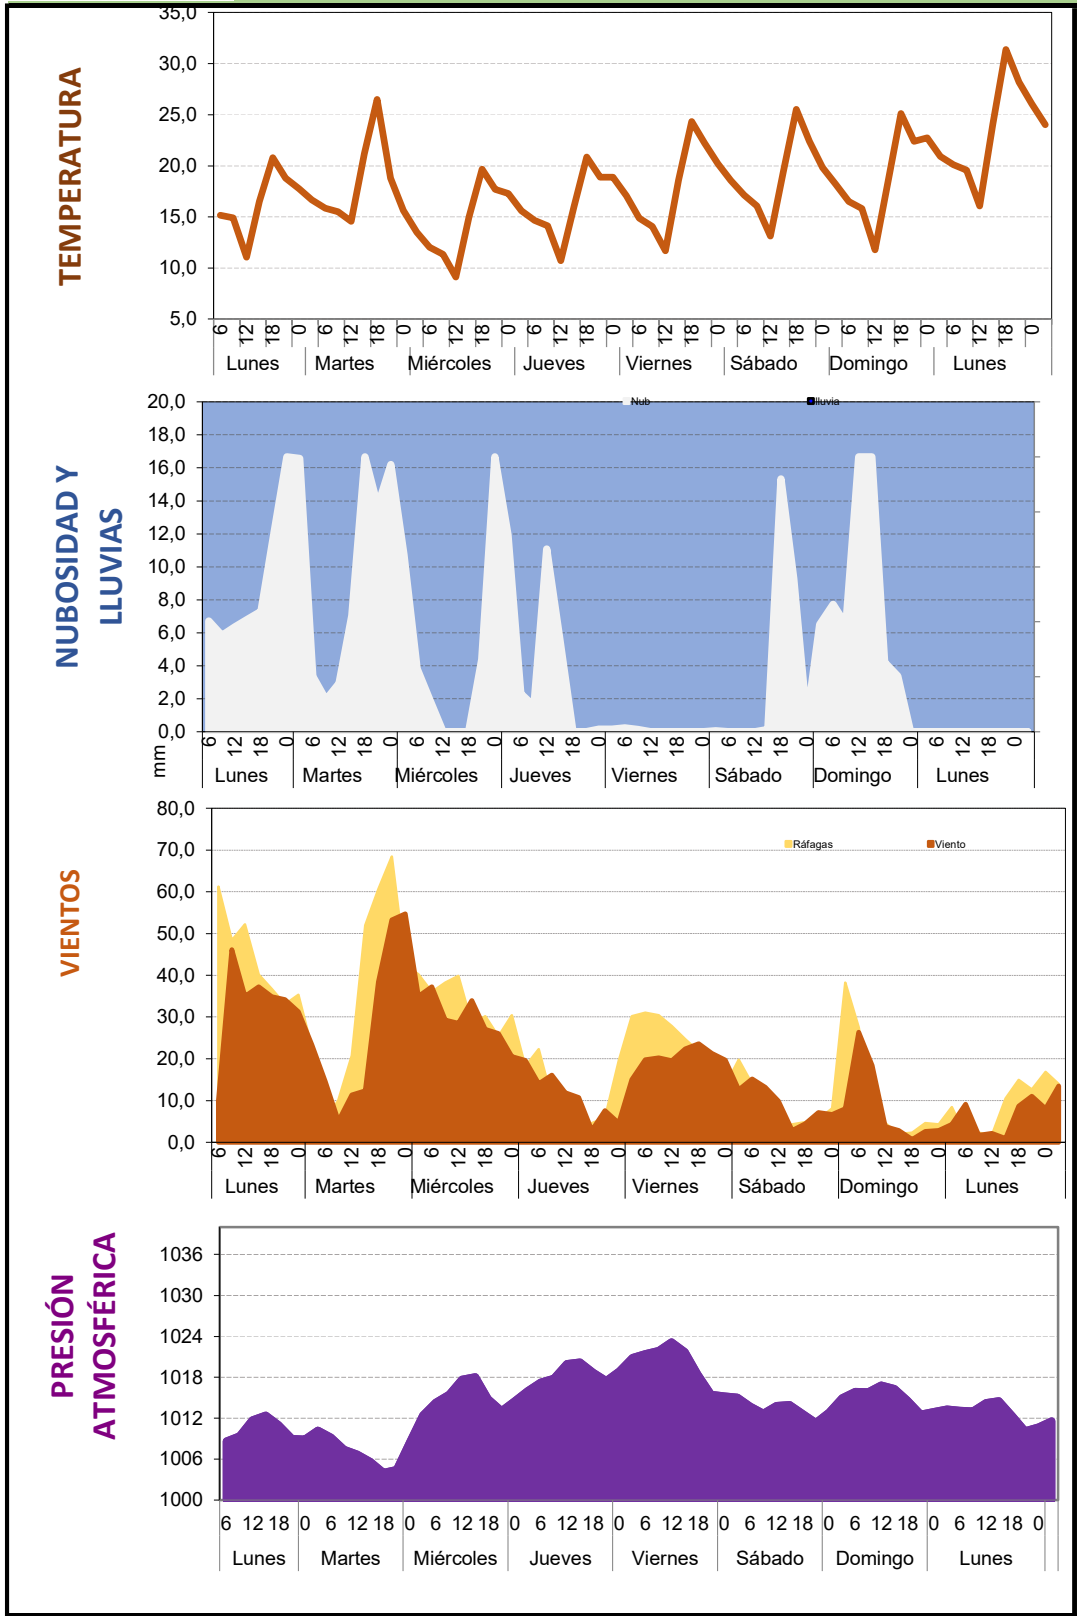 TEMPERATURA
35,0
30,0
25,0
20,0
15,0
10,0
5,0
6 12 18 0 6 12 18 0 6 12 18 0 6 12 18 0 6 12 18 0 6 12 18 0 6 12 18 0 6 12 18 0
Lunes Martes Miércoles Jueves Viernes Sábado Domingo Lunes
NUBOSIDAD Y
LLUVIAS
Nub lluvia
20,0
18,0
16,0
14,0
12,0
10,0
8,0
6,0
4,0
2,0
0,0
mm
6 12 18 0 6 12 18 0 6 12 18 0 6 12 18 0 6 12 18 0 6 12 18 0 6 12 18 0 6 12 18 0
Lunes Martes Miércoles Jueves Viernes Sábado Domingo Lunes
VIENTOS
80,0
70,0
60,0
50,0
40,0
30,0
20,0
10,0
0,0
Ráfagas Viento
6 12 18 0 6 12 18 0 6 12 18 0 6 12 18 0 6 12 18 0 6 12 18 0 6 12 18 0 6 12 18 0
Lunes Martes Miércoles Jueves Viernes Sábado Domingo Lunes
PRESIÓN
ATMOSFÉRICA
1036
1030
1024
1018
1012
1006
1000
6 12 18 0 6 12 18 0 6 12 18 0 6 12 18 0 6 12 18 0 6 12 18 0 6 12 18 0 6 12 18 0
Lunes Martes Miércoles Jueves Viernes Sábado Domingo Lunes